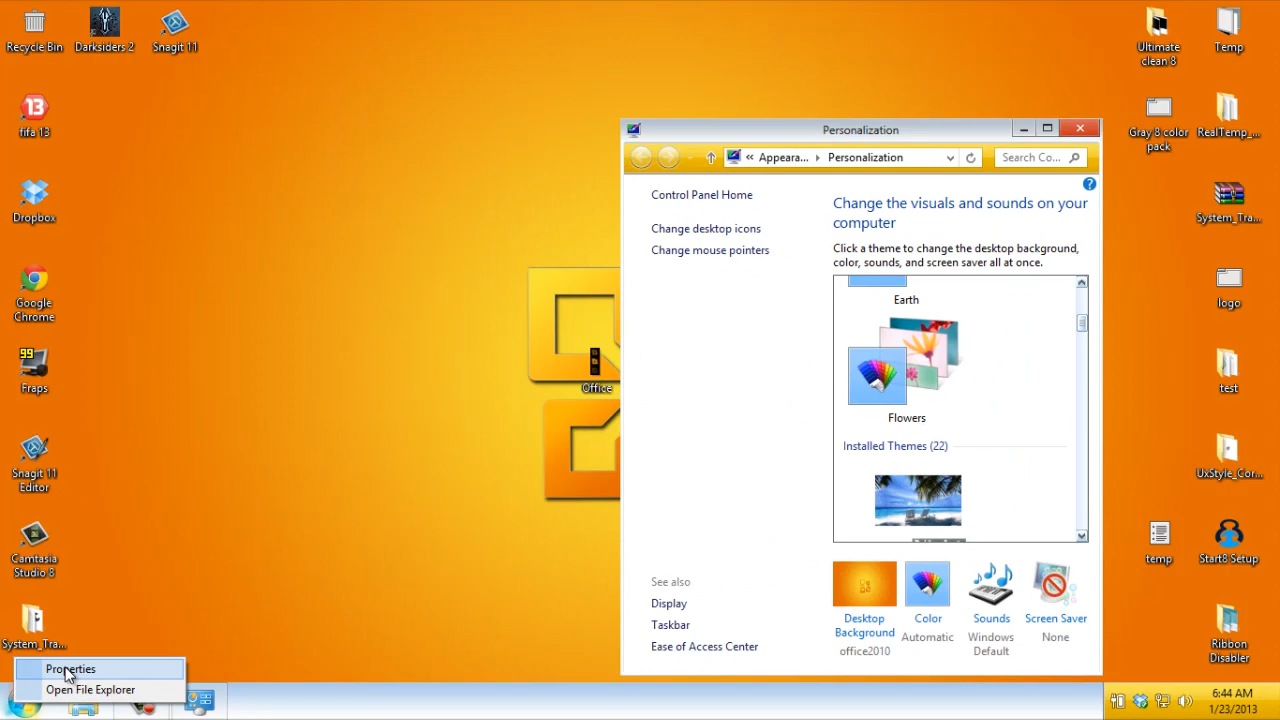 Recycle Bin
Darksiders 2
Snagit 11
Ultimate
clean 8
Temp
13
fifa 13
Gray 8 color
pack
RealTemp_...
Dropbox
System_Tra...
Google
Chrome
logo
99
Fraps
Office
test
Snagit 11
Editor
UxStyle_Cor...
Camtasia
Studio 8
temp
Start8 Setup
System_Tra...
Ribbon
Disabler
Personalization
« Appeara...
Personalization
Search Co...
Control Panel Home
Change desktop icons
Change mouse pointers
Change the visuals and sounds on your
computer
Click a theme to change the desktop background,
color, sounds, and screen saver all at once.
Earth
Flowers
Installed Themes (22)
See also
Display
Taskbar
Ease of Access Center
Desktop
Background
office2010
Color
Automatic
Sounds
Windows
Default
Screen Saver
None
Properties
Open File Explorer
6:44 AM
1/23/2013